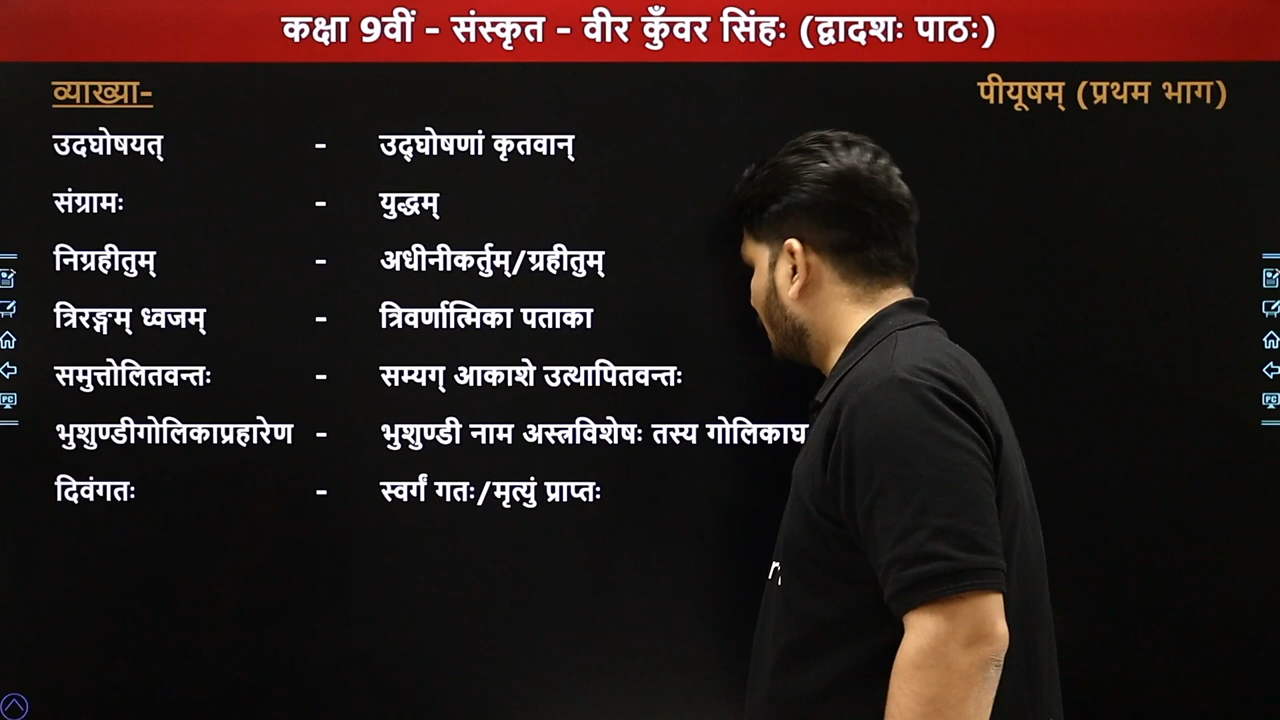 कक्षा 9वीं - संस्कृत - वीर कुँवर सिंहः (द्वादशः पाठः)
व्याख्या-
पीयूषम् (प्रथम भाग)
उदघोषयत् - उद्घोषणां कृतवान्
संग्रामः - युद्धम्
निग्रहीतुम् - अधीनीकर्तुम्/ग्रहीतुम्
त्रिरङ्गम् ध्वजम् - त्रिवर्णात्मिका पताका
समुत्तोलितवन्तः - सम्यग् आकाशे उत्थापितवन्तः
भुशुण्डीगोलिकाप्रहारेण - भुशुण्डी नाम अस्त्रविशेषः तस्य
दिवंगतः - स्वर्गं गतः/मृत्युं प्राप्तः